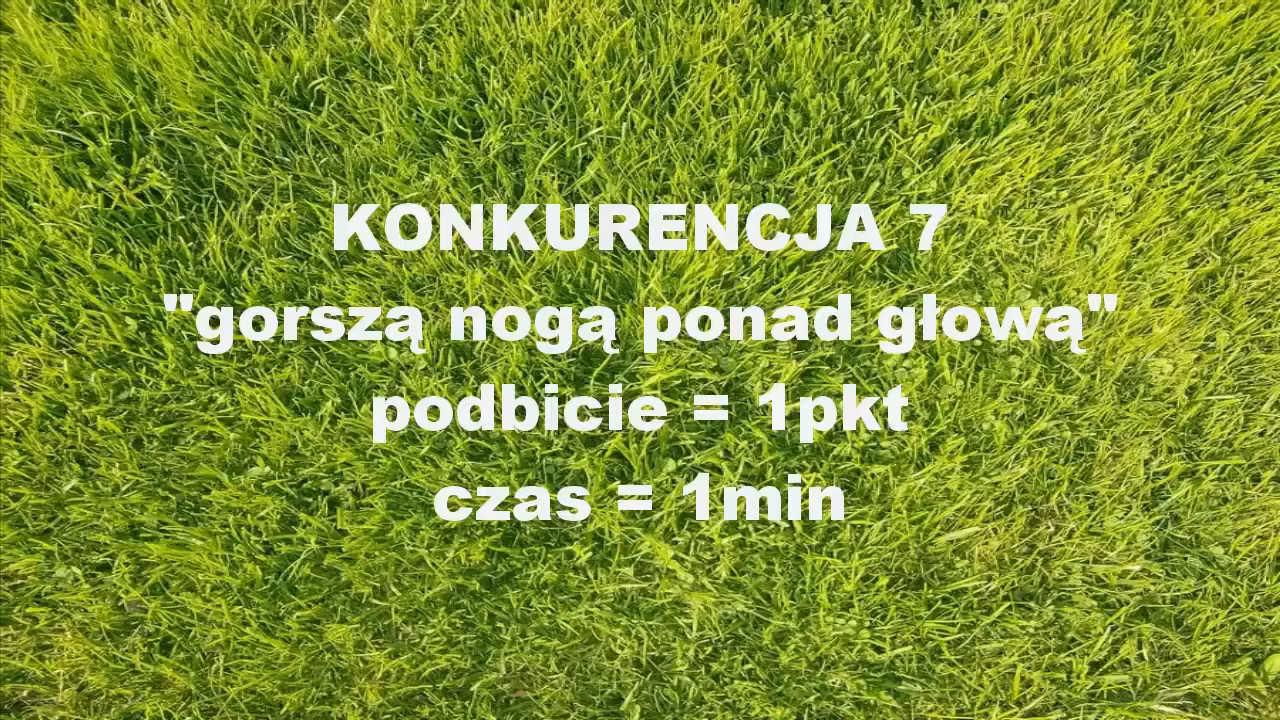 KONKURENCJA 7
"gorszą nogą ponad głową"
podbicie = 1pkt
czas = 1min